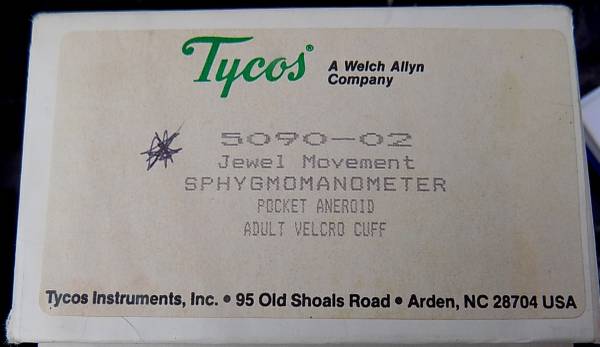 Tycos®
A Welch Allyn
Company
5090-02
Jewel Movement
SPHYGMOMANOMETER
POCKET ANEROID
ADULT VELCRO CUFF
Tycos Instruments, Inc. • 95 Old Shoals Road • Arden, NC 28704 USA